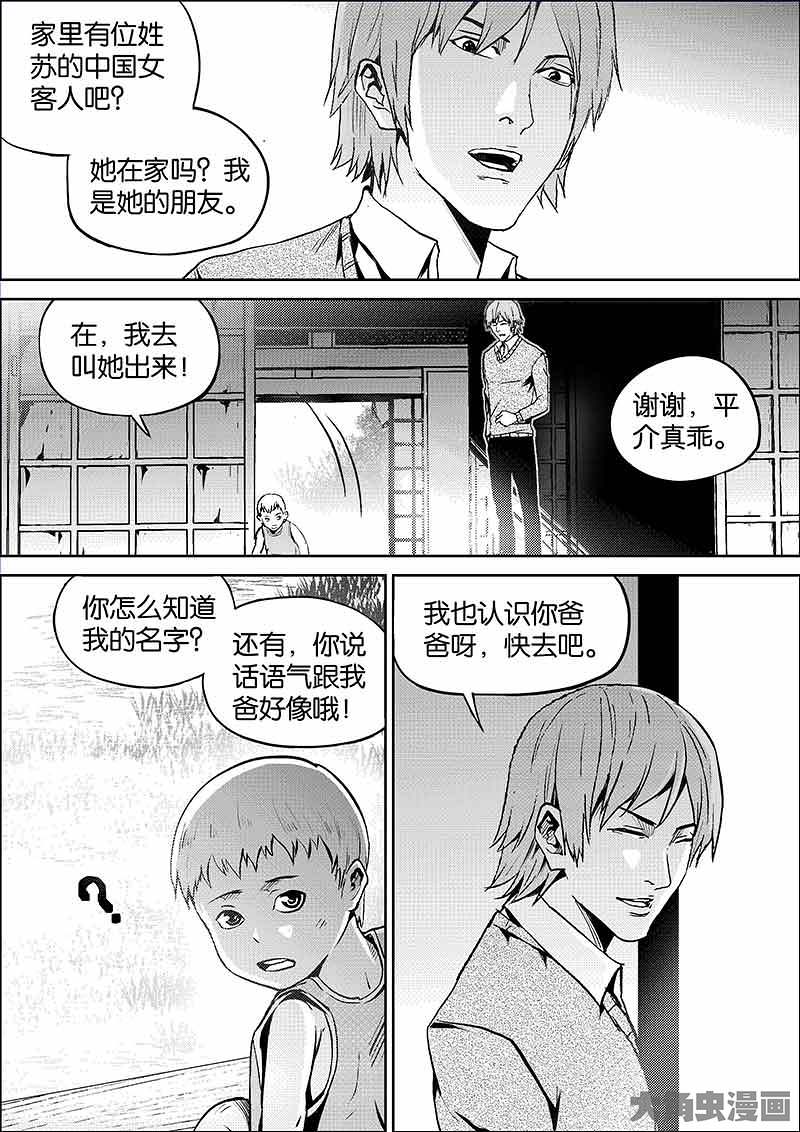 家里有位姓
苏的中国女
客人吧？
她在家吗？我
是她的朋友。
在，我去
叫她出来！
谢谢，平
介真乖。
你怎么知道
我的名字？
还有，你说
话语气跟我
爸好像哦！
我也认识你爸
爸呀，快去吧。
？
大角虫漫画